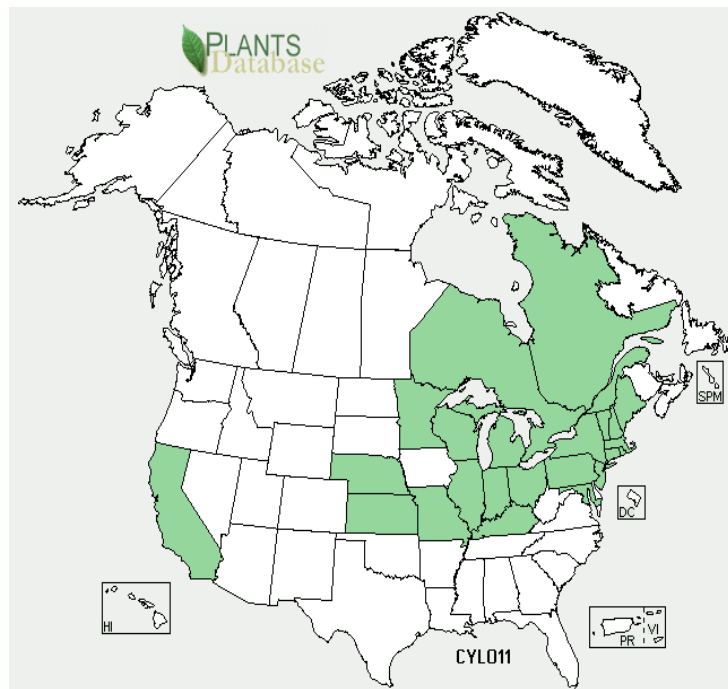 PLANTS
Database
SPM
DC
HI
PR
VI
CYLO11